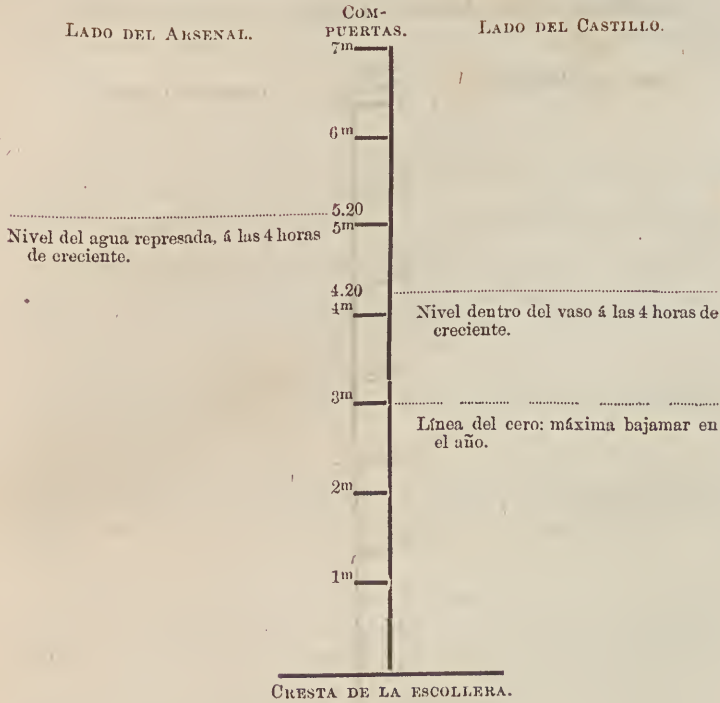 LADO DEL ARSENAL.
COM-
PUERTAS.
LADO DEL CASTILLO.
7m
6m
5.20
5m
Nivel del agua represada, á las 4 horas
de creciente.
4.20
4m
Nivel dentro del vaso á las 4 horas de
creciente.
3m
Línea del cero: máxima bajamar en
el año.
2m
1m
CRESTA DE LA ESCOLLERA.